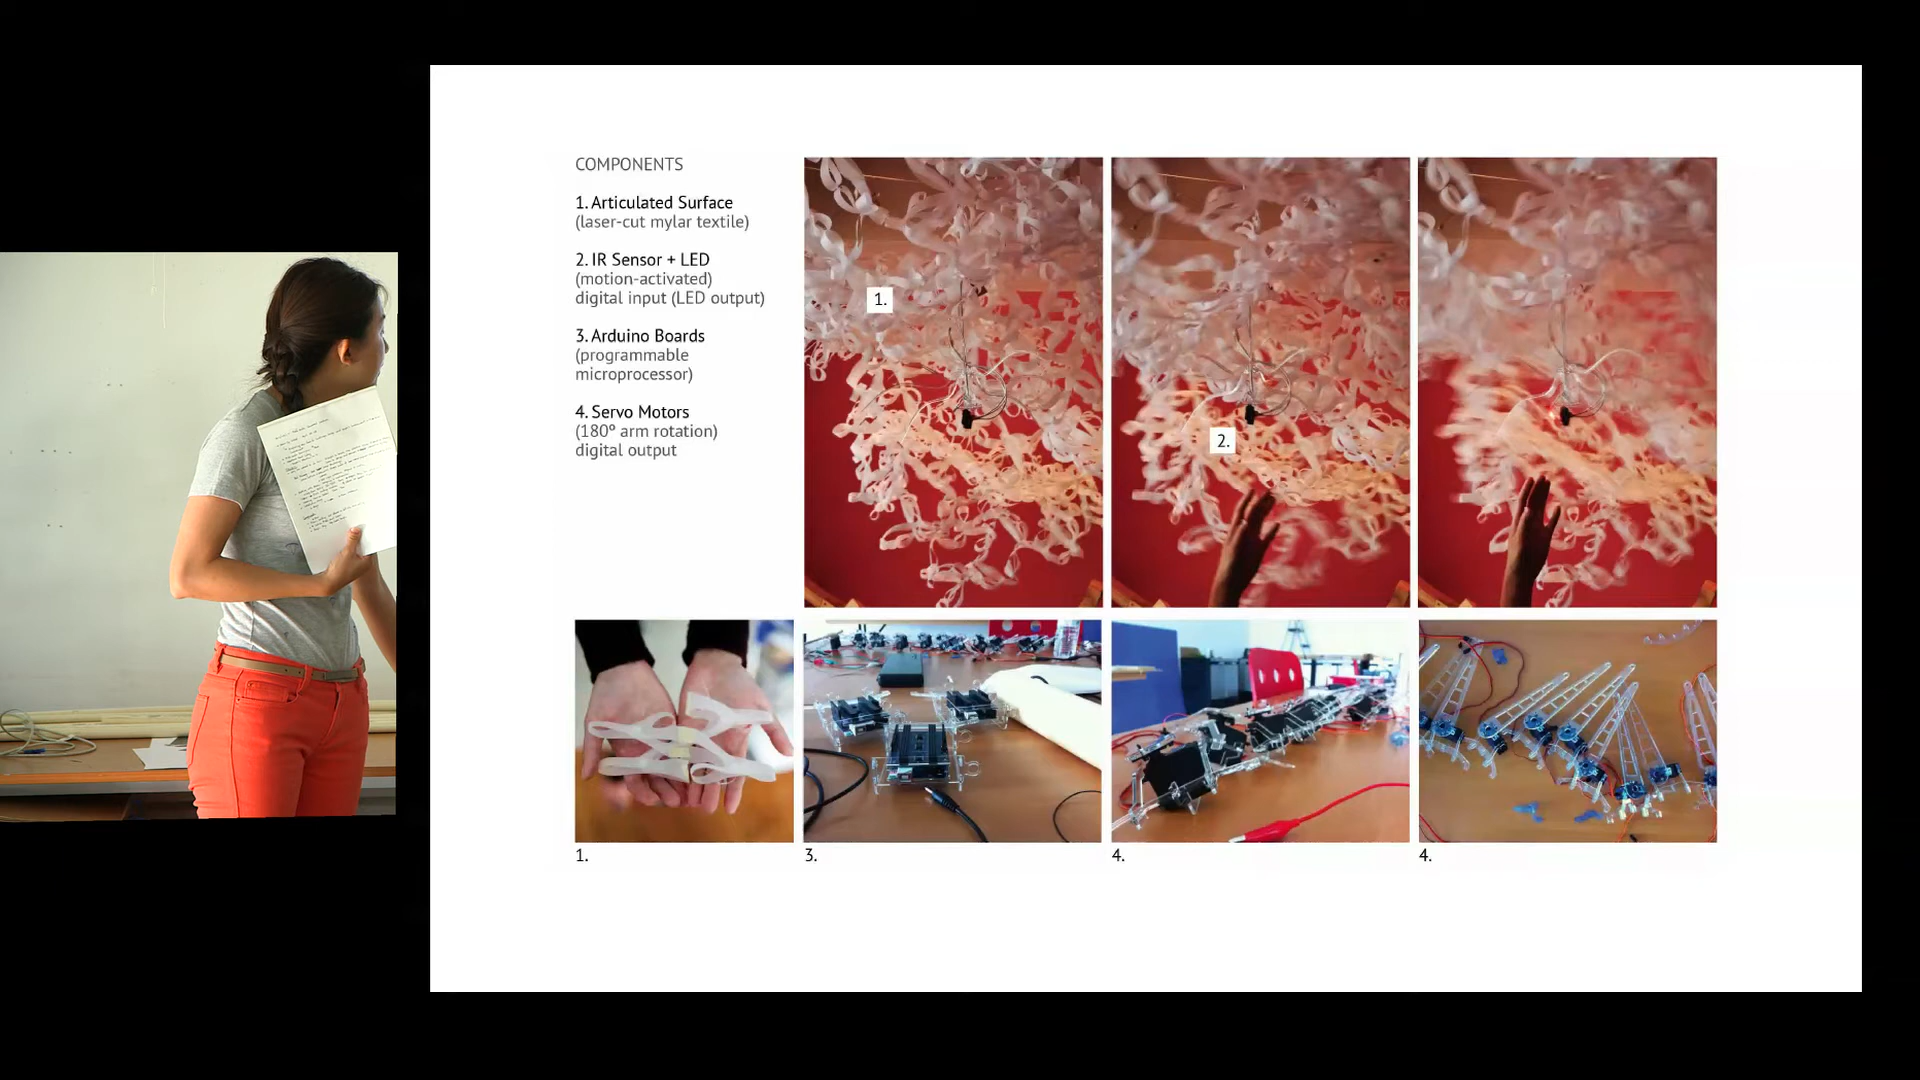 COMPONENTS
1. Articulated Surface
(laser-cut mylar textile)
2. IR Sensor + LED
(motion-activated)
digital input (LED output)
3. Arduino Boards
(programmable
microprocessor)
4. Servo Motors
(180º arm rotation)
digital output
1.
2.
1.
3.
4.
4.